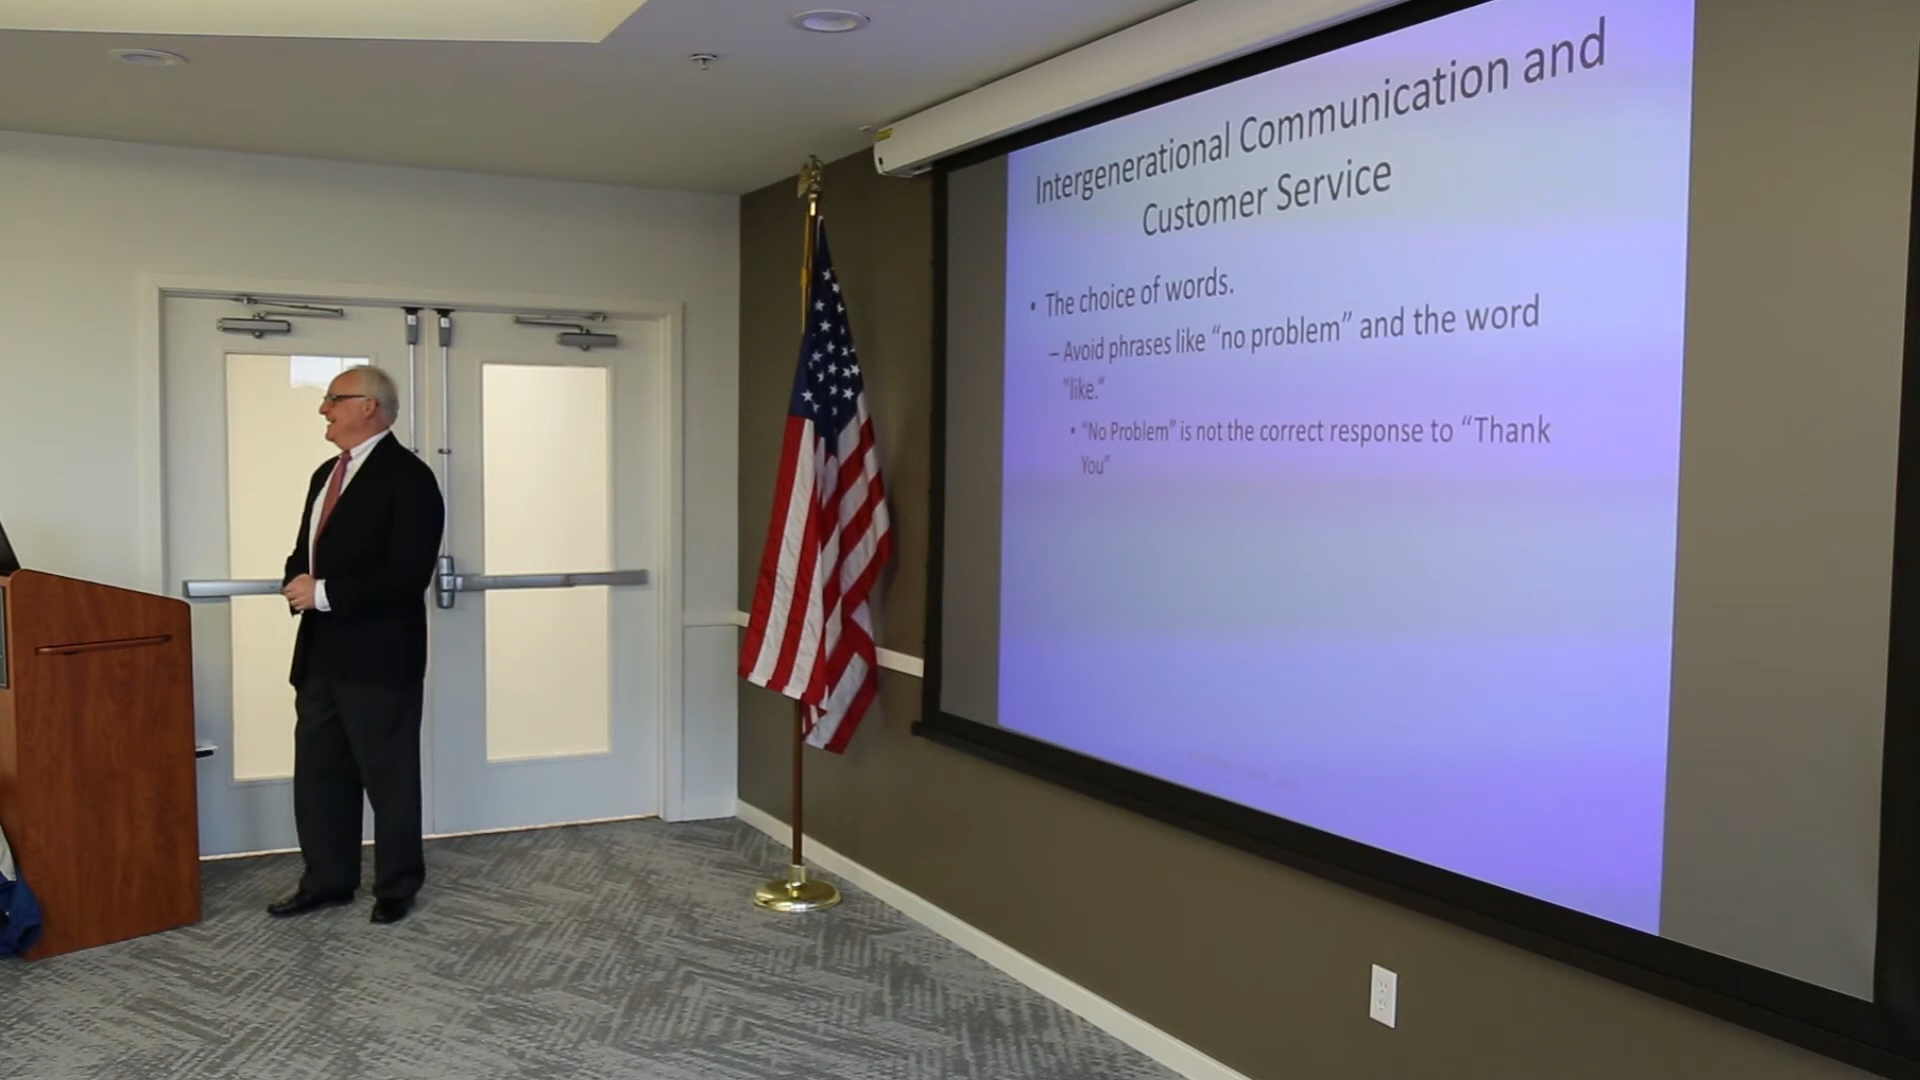 Intergenerational Communication and
Customer Service
• The choice of words.
– Avoid phrases like “no problem” and the word
“like.“
• “No Problem” is not the correct response to “Thank
You”